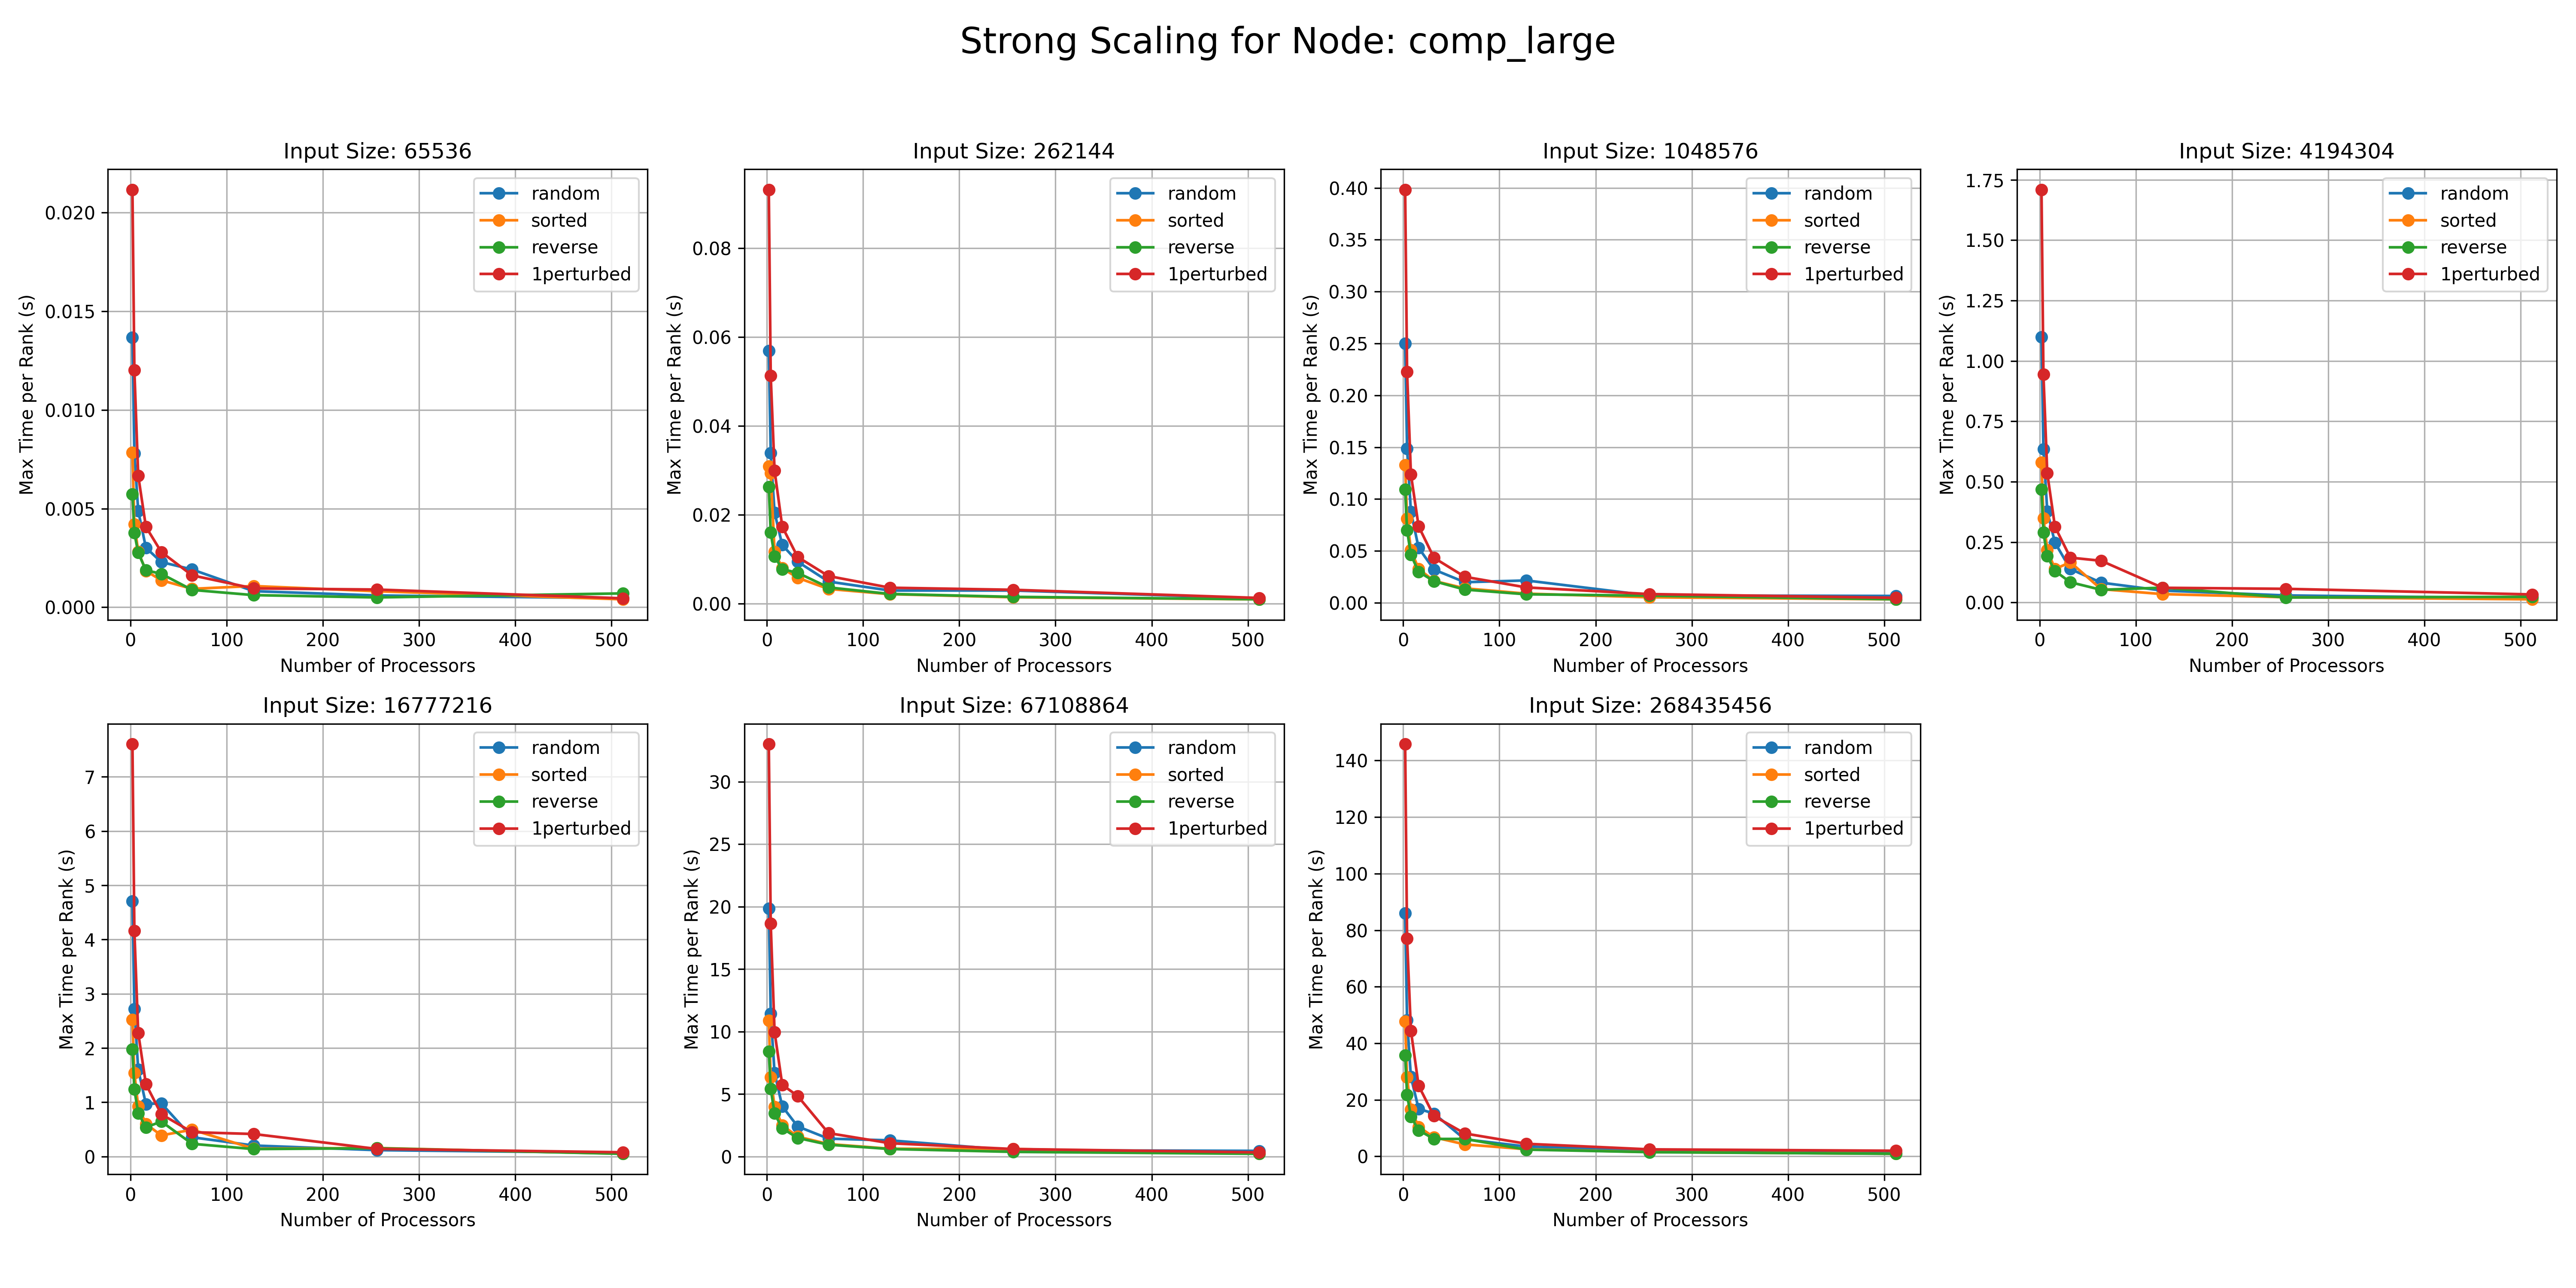 Strong Scaling for Node: comp_large
Input Size: 65536
random
sorted
reverse
1perturbed
Max Time per Rank (s)
0.020
0.015
0.010
0.005
0.000
0 100 200 300 400 500
Number of Processors
Input Size: 262144
random
sorted
reverse
1perturbed
Max Time per Rank (s)
0.08
0.06
0.04
0.02
0.00
0 100 200 300 400 500
Number of Processors
Input Size: 1048576
random
sorted
reverse
1perturbed
Max Time per Rank (s)
0.40
0.35
0.30
0.25
0.20
0.15
0.10
0.05
0.00
0 100 200 300 400 500
Number of Processors
Input Size: 4194304
random
sorted
reverse
1perturbed
Max Time per Rank (s)
1.75
1.50
1.25
1.00
0.75
0.50
0.25
0.00
0 100 200 300 400 500
Number of Processors
Input Size: 16777216
random
sorted
reverse
1perturbed
Max Time per Rank (s)
7
6
5
4
3
2
1
0
0 100 200 300 400 500
Number of Processors
Input Size: 67108864
random
sorted
reverse
1perturbed
Max Time per Rank (s)
30
25
20
15
10
5
0
0 100 200 300 400 500
Number of Processors
Input Size: 268435456
random
sorted
reverse
1perturbed
Max Time per Rank (s)
140
120
100
80
60
40
20
0
0 100 200 300 400 500
Number of Processors